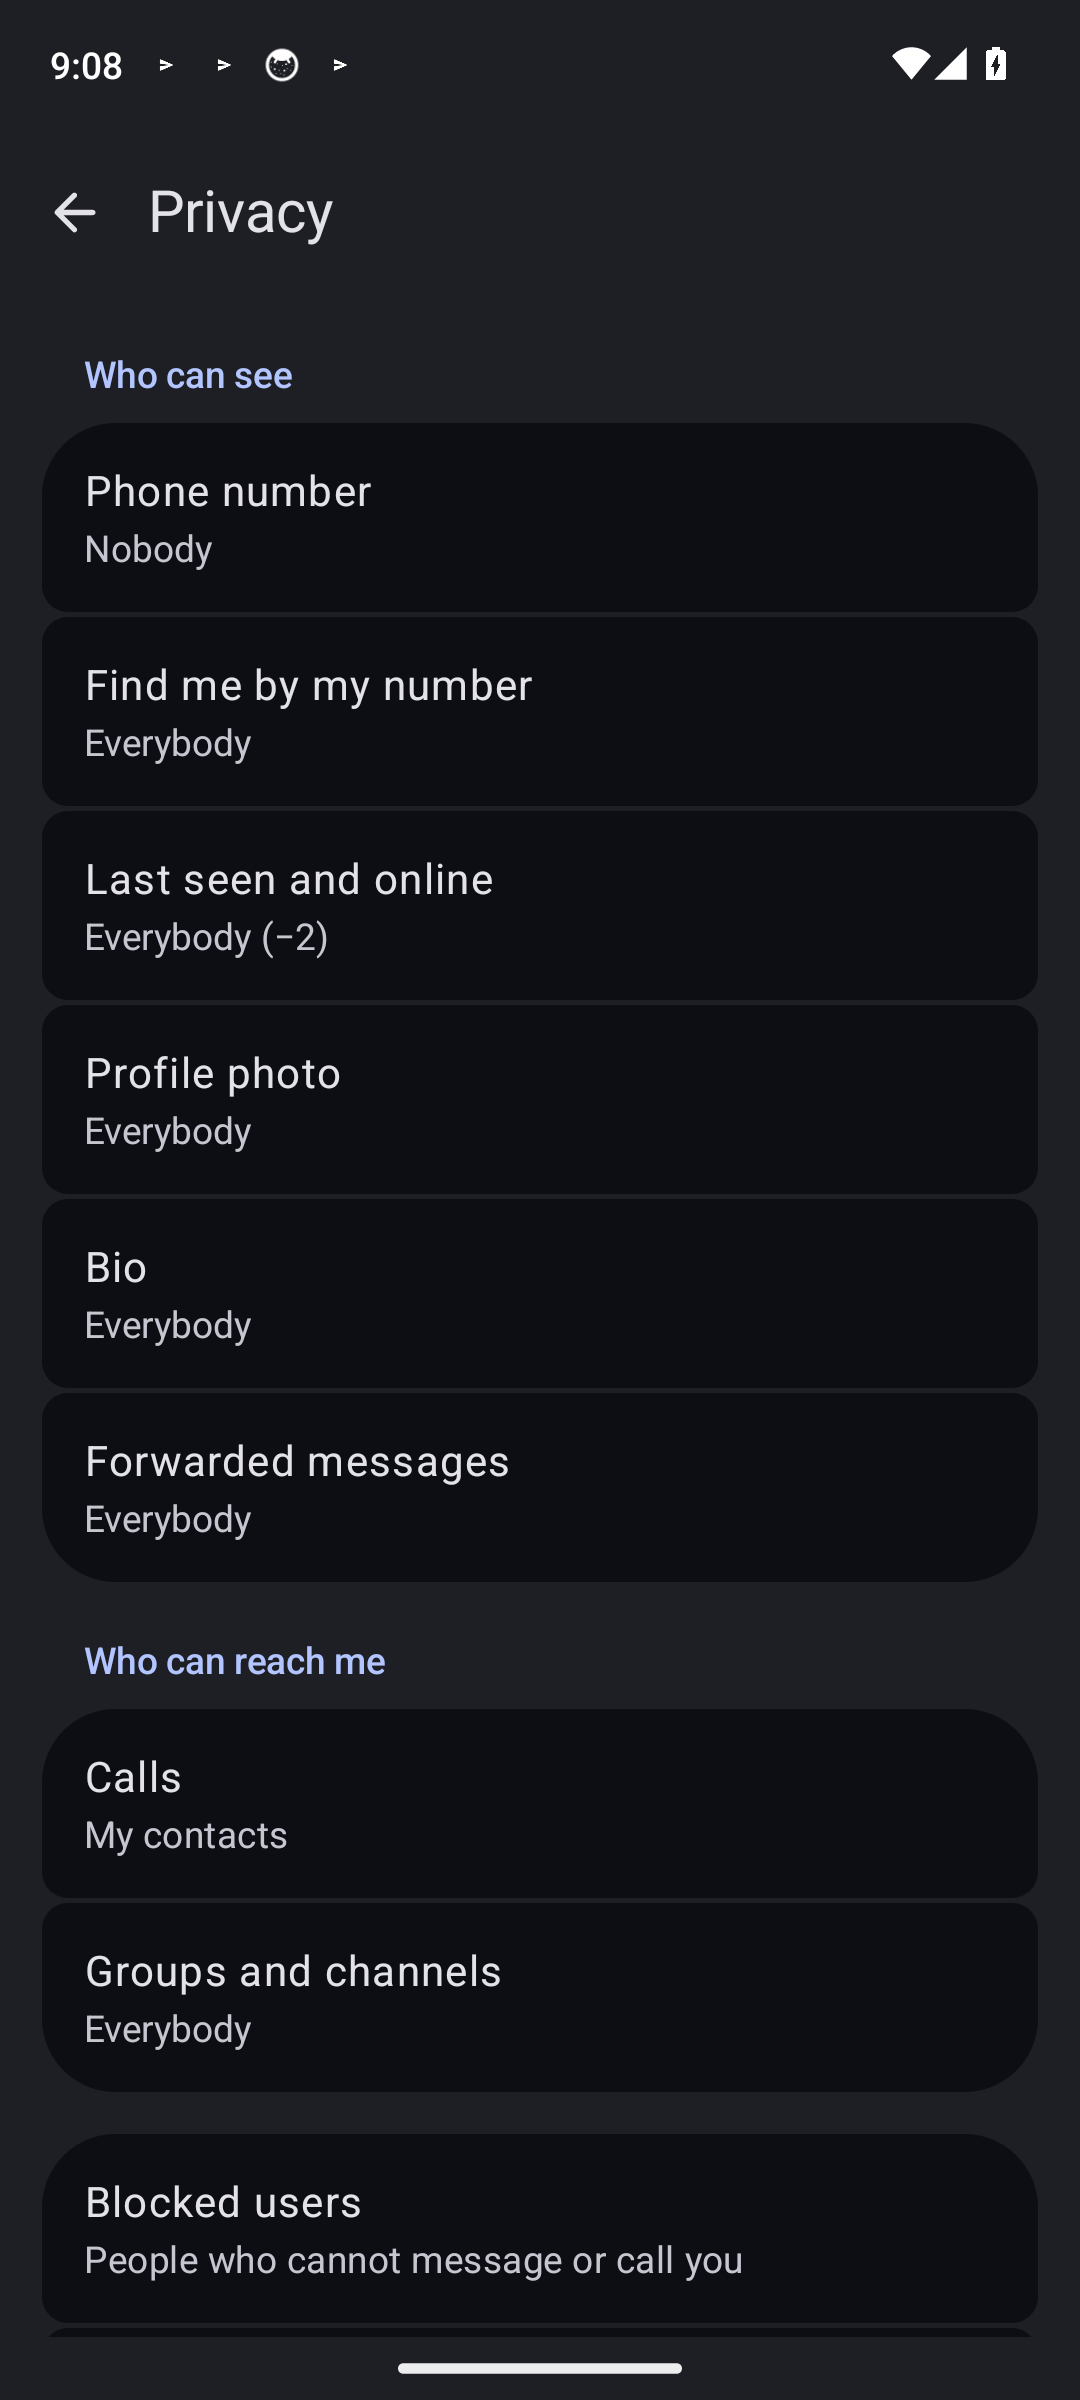 9:08
Privacy
Who can see
Phone number
Nobody
Find me by my number
Everybody
Last seen and online
Everybody (−2)
Profile photo
Everybody
Bio
Everybody
Forwarded messages
Everybody
Who can reach me
Calls
My contacts
Groups and channels
Everybody
Blocked users
People who cannot message or call you